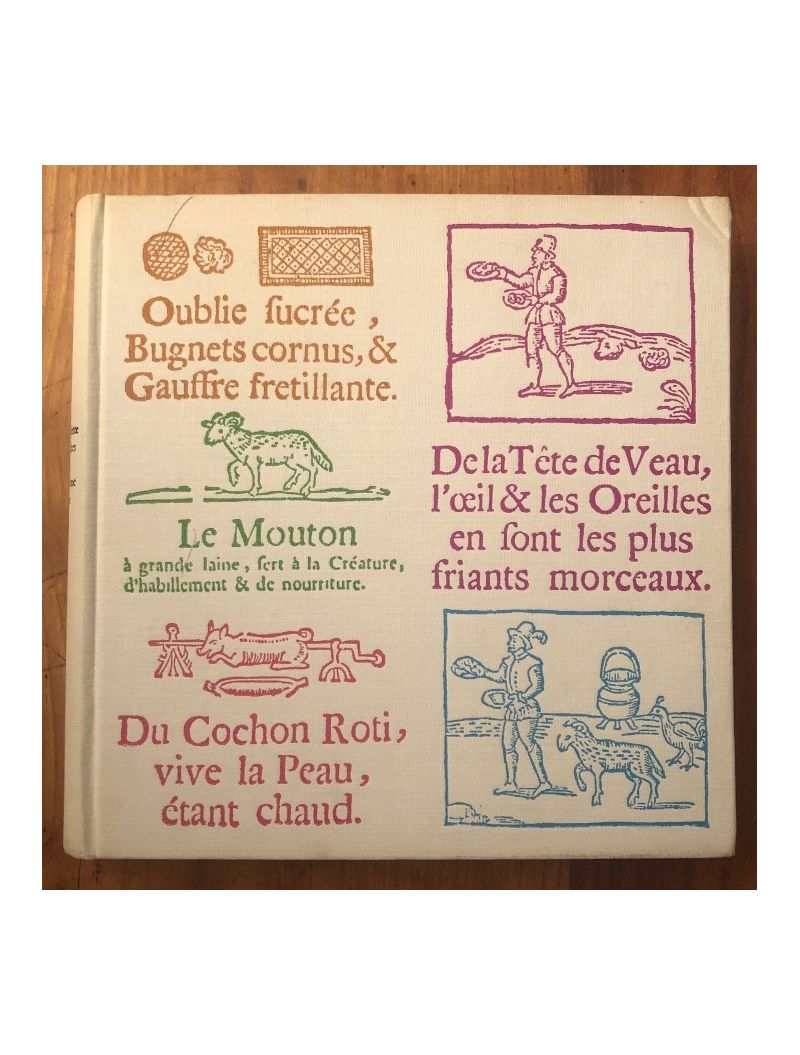 Oublie ſucrée ,
Bugnets cornus, &
Gauffre fretillante.
Le Mouton
à grande laine, ſert à la Créature,
d'habillement & de nourriture.
Du Cochon Roti,
vive la Peau,
étant chaud.
De la Tête de Veau,
l'œil & les Oreilles
en ſont les plus
friants morceaux.